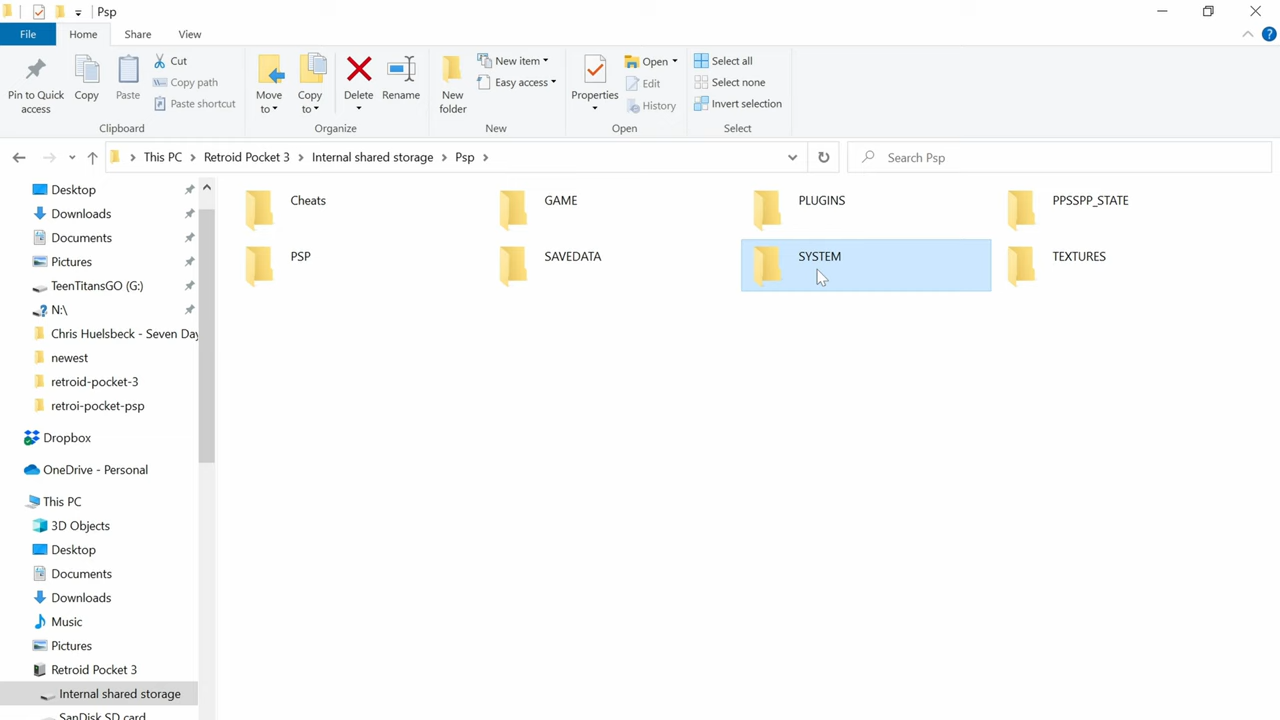 Psp
File
Home
Share
View
Pin to Quick access
Copy
Paste
Cut
Copy path
Paste shortcut
Clipboard
Move to
Copy to
Delete
Rename
Organize
New folder
New item
Easy access
New
Properties
Open
Edit
History
Open
Select all
Select none
Invert selection
Select
This PC
Retroid Pocket 3
Internal shared storage
Psp
Search Psp
Desktop
Downloads
Documents
Pictures
TeenTitansGO (G:)
N:\
Chris Huelsbeck - Seven Day
newest
retroid-pocket-3
retroi-pocket-psp
Dropbox
OneDrive - Personal
This PC
3D Objects
Desktop
Documents
Downloads
Music
Pictures
Retroid Pocket 3
Internal shared storage
SanDisk SD card
Cheats
GAME
PLUGINS
PPSSPP_STATE
PSP
SAVEDATA
SYSTEM
TEXTURES